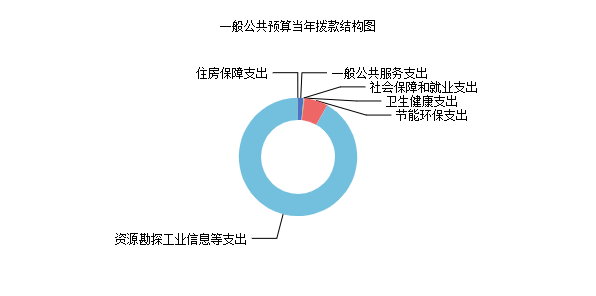 一般公共预算当年拨款结构图
住房保障支出
一般公共服务支出
社会保障和就业支出
卫生健康支出
节能环保支出
资源勘探工业信息等支出